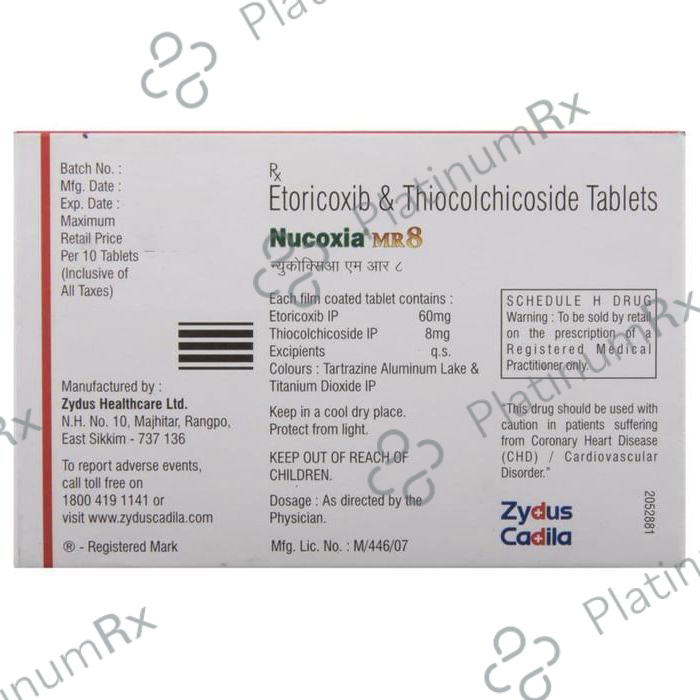 Batch No. :
Mfg. Date :
Exp. Date :
Maximum
Retail Price
Per 10 Tablets
(Inclusive of
All Taxes)
Manufactured by :
Zydus Healthcare Ltd.
N.H. No. 10, Majhitar, Rangpo,
East Sikkim - 737 136
To report adverse events,
call toll free on
1800 419 1141 or
visit www.zyduscadila.com
® - Registered Mark
Rx
Etoricoxib & Thiocolchicoside Tablets
Nucoxia® MR 8
न्युकोक्सिआ एम आर ८
Each film coated tablet contains :
Etoricoxib IP 60mg
Thiocolchicoside IP 8mg
Excipients q.s.
Colours : Tartrazine Aluminum Lake &
Titanium Dioxide IP
Keep in a cool dry place.
Protect from light.
KEEP OUT OF REACH OF
CHILDREN.
Dosage : As directed by the
Physician.
Mfg. Lic. No. : M/446/07
SCHEDULE H DRUG
Warning : To be sold by retail
on the prescription of a
Registered Medical
Practitioner only.
"This drug should be used with
caution in patients suffering
from Coronary Heart Disease
(CHD) / Cardiovascular
Disorder."
Zydus
Cadila
2052881
PlatinumRx
PlatinumRx
PlatinumRx
PlatinumRx
PlatinumRx
Rx